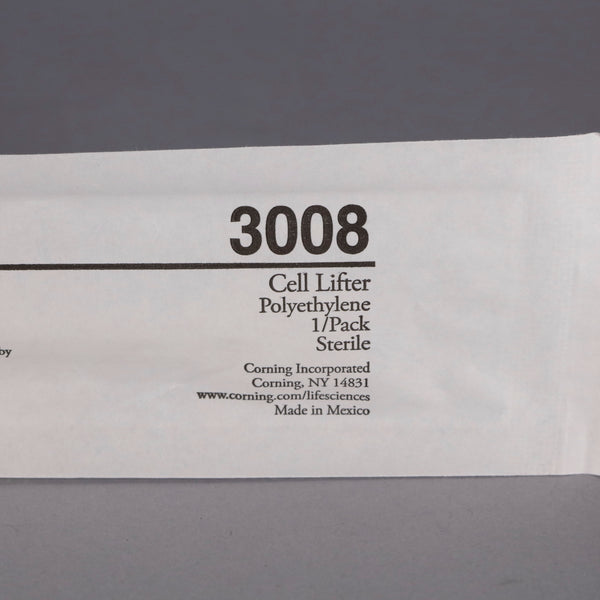 3008
Cell Lifter
Polyethylene
1/Pack
Sterile
by
Corning Incorporated
Corning, NY 14831
www.corning.com/lifesciences
Made in Mexico